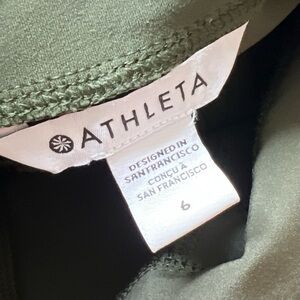 ATHLETA
DESIGNED IN
SAN FRANCISCO
CONÇU À
SAN FRANCISCO
6